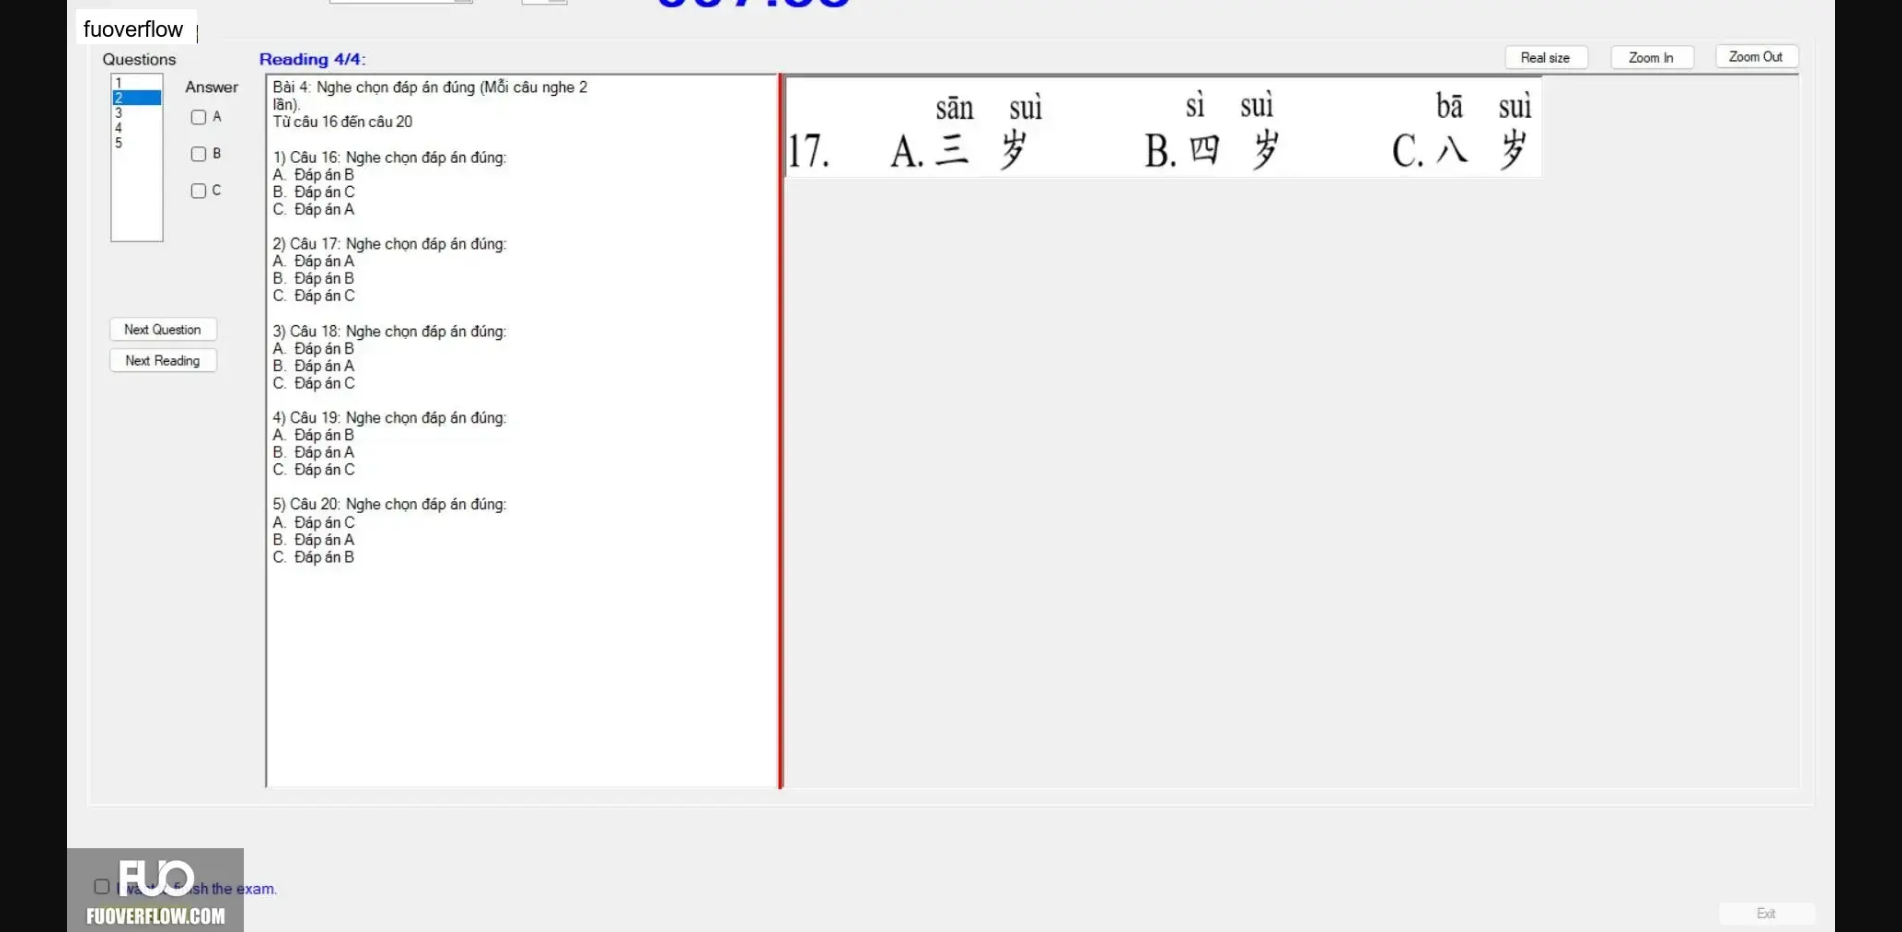 fuoverflow
Questions
Reading 4/4:
Real size
Zoom In
Zoom Out
1
2
3
4
5
Answer
A
B
C
Next Question
Next Reading
Bài 4: Nghe chọn đáp án đúng (Mỗi câu nghe 2
lần).
Từ câu 16 đến câu 20
1) Câu 16: Nghe chọn đáp án đúng:
A. Đáp án B
B. Đáp án C
C. Đáp án A
2) Câu 17: Nghe chọn đáp án đúng:
A. Đáp án A
B. Đáp án B
C. Đáp án C
3) Câu 18: Nghe chọn đáp án đúng:
A. Đáp án B
B. Đáp án A
C. Đáp án C
4) Câu 19: Nghe chọn đáp án đúng:
A. Đáp án B
B. Đáp án A
C. Đáp án C
5) Câu 20: Nghe chọn đáp án đúng:
A. Đáp án C
B. Đáp án A
C. Đáp án B
sān suì sì suì bā suì
17. A. 三 岁 B. 四 岁 C. 八 岁
FUO
the exam.
FUOVERFLOW.COM
Exit